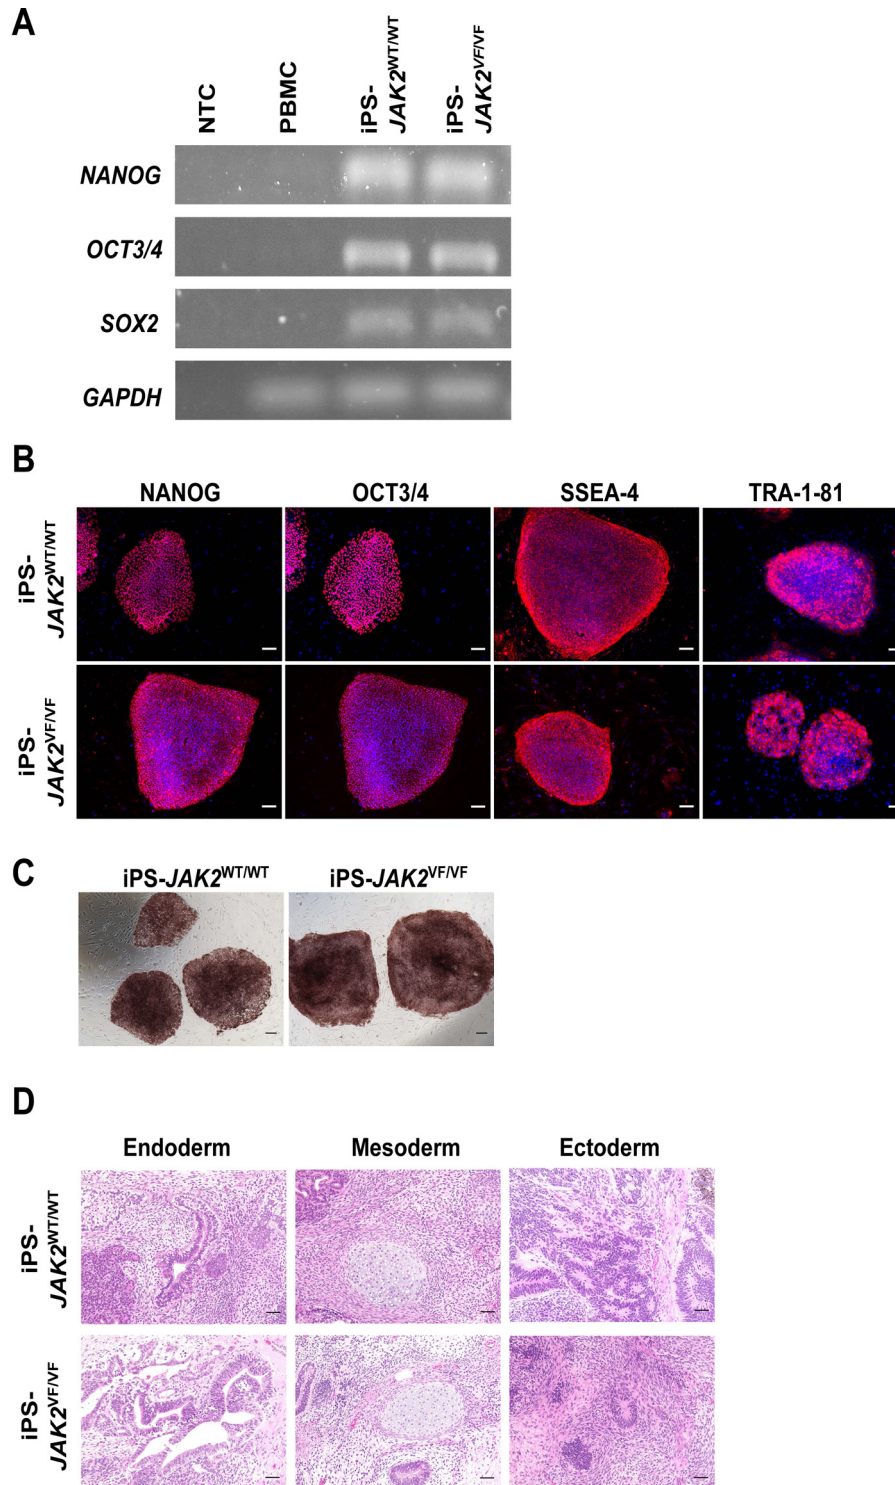 A
NTC
PBMC
iPS-
JAK2WT/WT
iPS-
JAK2VF/VF
NANOG
OCT3/4
SOX2
GAPDH
B
NANOG OCT3/4 SSEA-4 TRA-1-81
iPS-
JAK2WT/WT
iPS-
JAK2VF/VF
C
iPS-JAK2WT/WT iPS-JAK2VF/VF
D
Endoderm Mesoderm Ectoderm
iPS-
JAK2WT/WT
iPS-
JAK2VF/VF